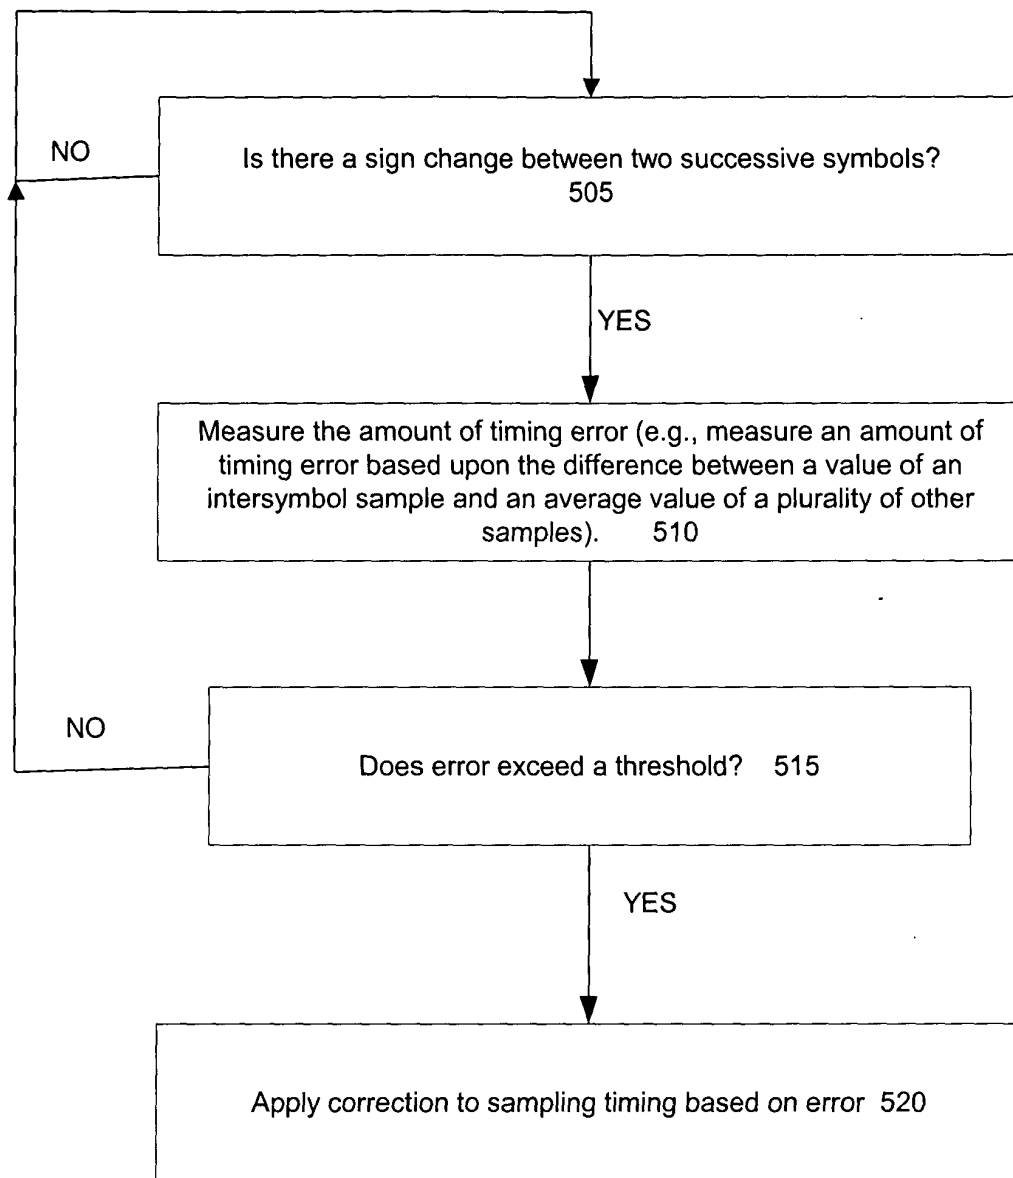 NO
Is there a sign change between two successive symbols?
505
YES
Measure the amount of timing error (e.g., measure an amount of
timing error based upon the difference between a value of an
intersymbol sample and an average value of a plurality of other
samples). 510
NO
Does error exceed a threshold? 515
YES
Apply correction to sampling timing based on error 520